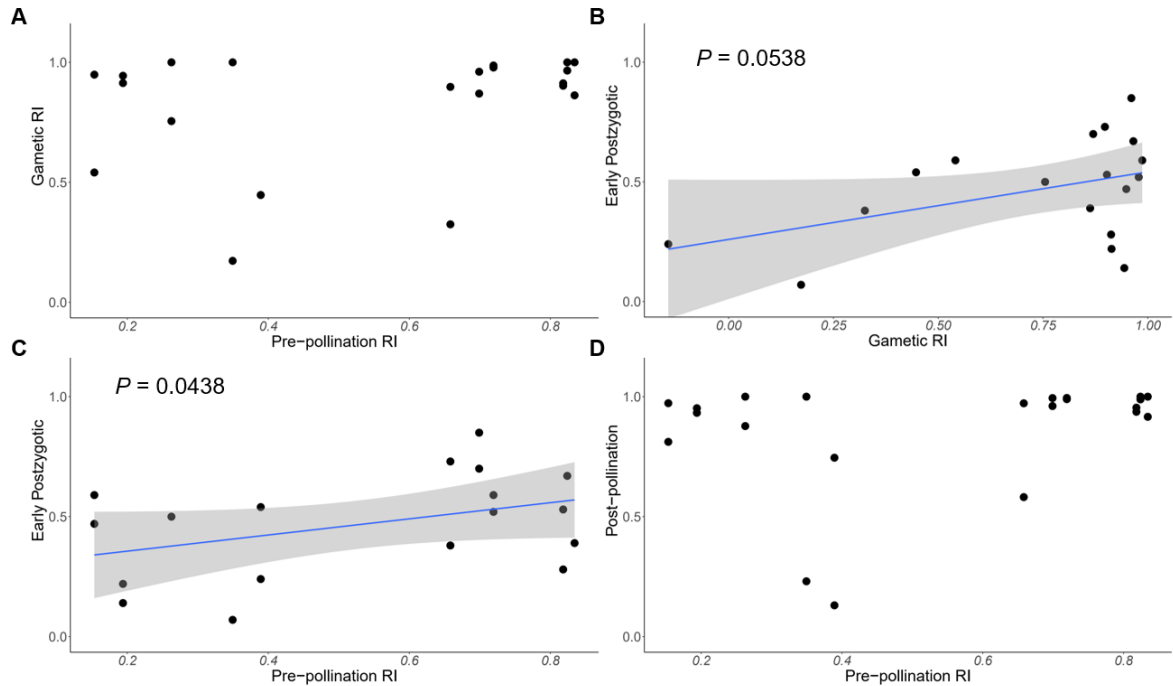 A
Gametic RI
1.0
0.5
0.0
0.2 0.4 0.6 0.8
Pre-pollination RI
B
P = 0.0538
Early Postzygotic
1.0
0.5
0.0
0.00 0.25 0.50 0.75 1.00
Gametic RI
C
P = 0.0438
Early Postzygotic
1.0
0.5
0.0
0.2 0.4 0.6 0.8
Pre-pollination RI
D
Post-pollination
1.0
0.5
0.0
0.2 0.4 0.6 0.8
Pre-pollination RI